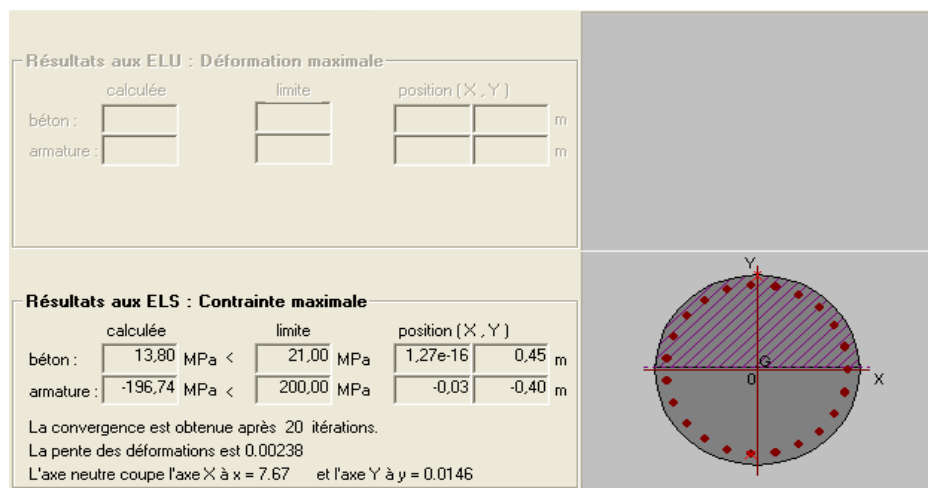 Résultats aux ELU : Déformation maximale
calculée limite position ( X , Y )
béton : m
armature : m
Résultats aux ELS : Contrainte maximale
calculée limite position ( X , Y )
béton : 13,80 MPa < 21,00 MPa 1,27e-16 0,45 m
armature : -196,74 MPa < 200,00 MPa -0,03 -0,40 m
La convergence est obtenue après 20 itérations.
La pente des déformations est 0.00238
L'axe neutre coupe l'axe X à x = 7.67 et l'axe Y à y = 0.0146
Y
G
0
X